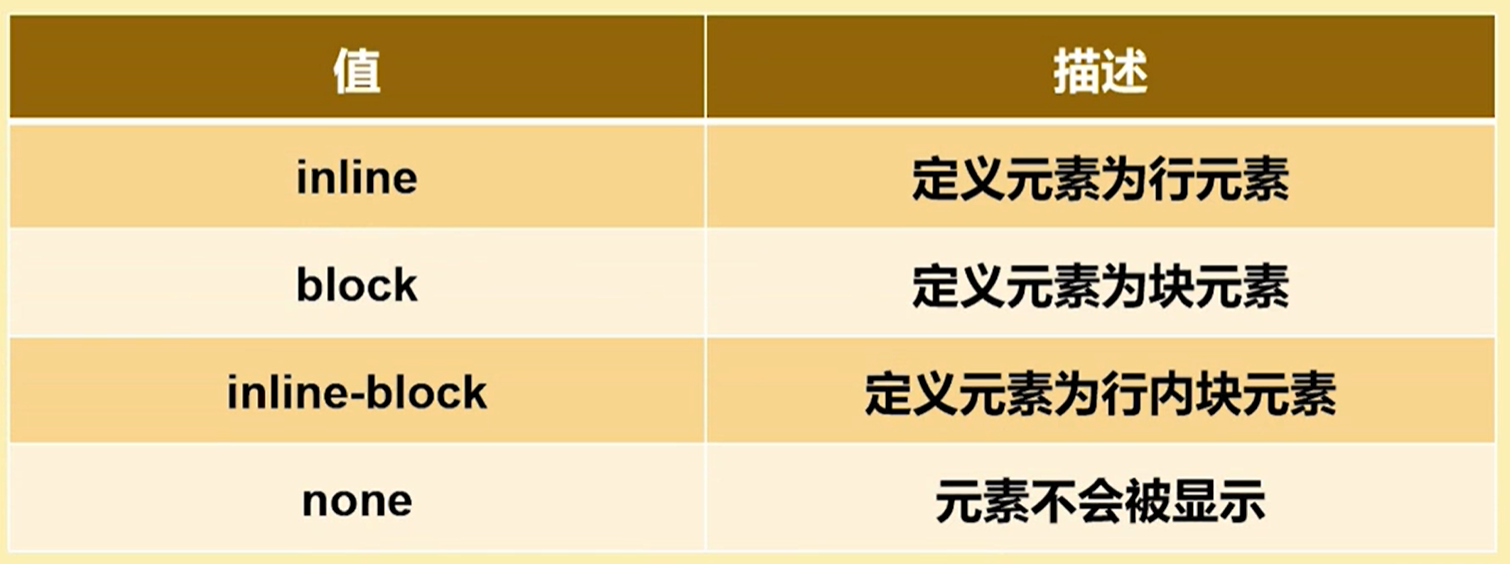 值 描述
inline 定义元素为行元素
block 定义元素为块元素
inline-block 定义元素为行内块元素
none 元素不会被显示